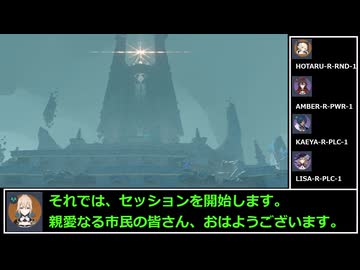 HOTARU-R-RND-1
AMBER-R-PWR-1
KAEYA-R-PLC-1
LISA-R-PLC-1
それでは、セッションを開始します。
親愛なる市民の皆さん、おはようございます。